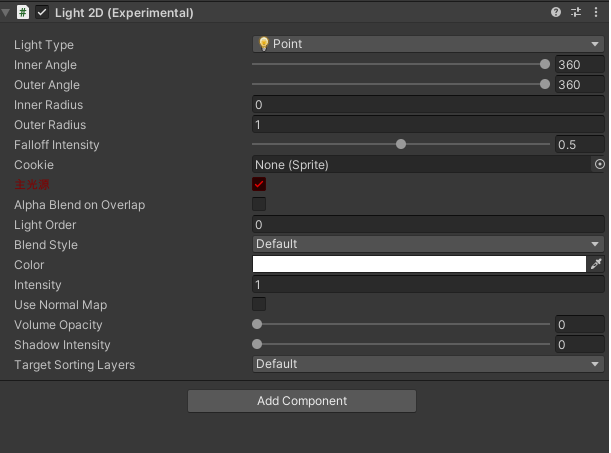 Light 2D (Experimental)
Light Type Point
Inner Angle 360
Outer Angle 360
Inner Radius 0
Outer Radius 1
Falloff Intensity 0.5
Cookie None (Sprite)
主光源
Alpha Blend on Overlap
Light Order 0
Blend Style Default
Color
Intensity 1
Use Normal Map
Volume Opacity 0
Shadow Intensity 0
Target Sorting Layers Default
Add Component